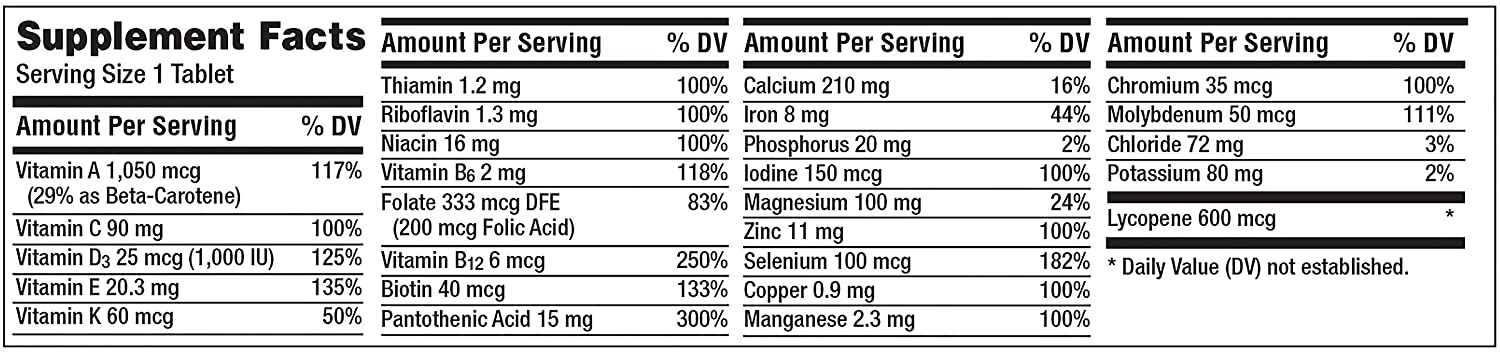 Supplement Facts
Serving Size 1 Tablet
Amount Per Serving % DV
Vitamin A 1,050 mcg 117%
(29% as Beta-Carotene)
Vitamin C 90 mg 100%
Vitamin D3 25 mcg (1,000 IU) 125%
Vitamin E 20.3 mg 135%
Vitamin K 60 mcg 50%
Amount Per Serving % DV
Thiamin 1.2 mg 100%
Riboflavin 1.3 mg 100%
Niacin 16 mg 100%
Vitamin B6 2 mg 118%
Folate 333 mcg DFE 83%
(200 mcg Folic Acid)
Vitamin B12 6 mcg 250%
Biotin 40 mcg 133%
Pantothenic Acid 15 mg 300%
Amount Per Serving % DV
Calcium 210 mg 16%
Iron 8 mg 44%
Phosphorus 20 mg 2%
Iodine 150 mcg 100%
Magnesium 100 mg 24%
Zinc 11 mg 100%
Selenium 100 mcg 182%
Copper 0.9 mg 100%
Manganese 2.3 mg 100%
Amount Per Serving % DV
Chromium 35 mcg 100%
Molybdenum 50 mcg 111%
Chloride 72 mg 3%
Potassium 80 mg 2%
Lycopene 600 mcg *
* Daily Value (DV) not established.